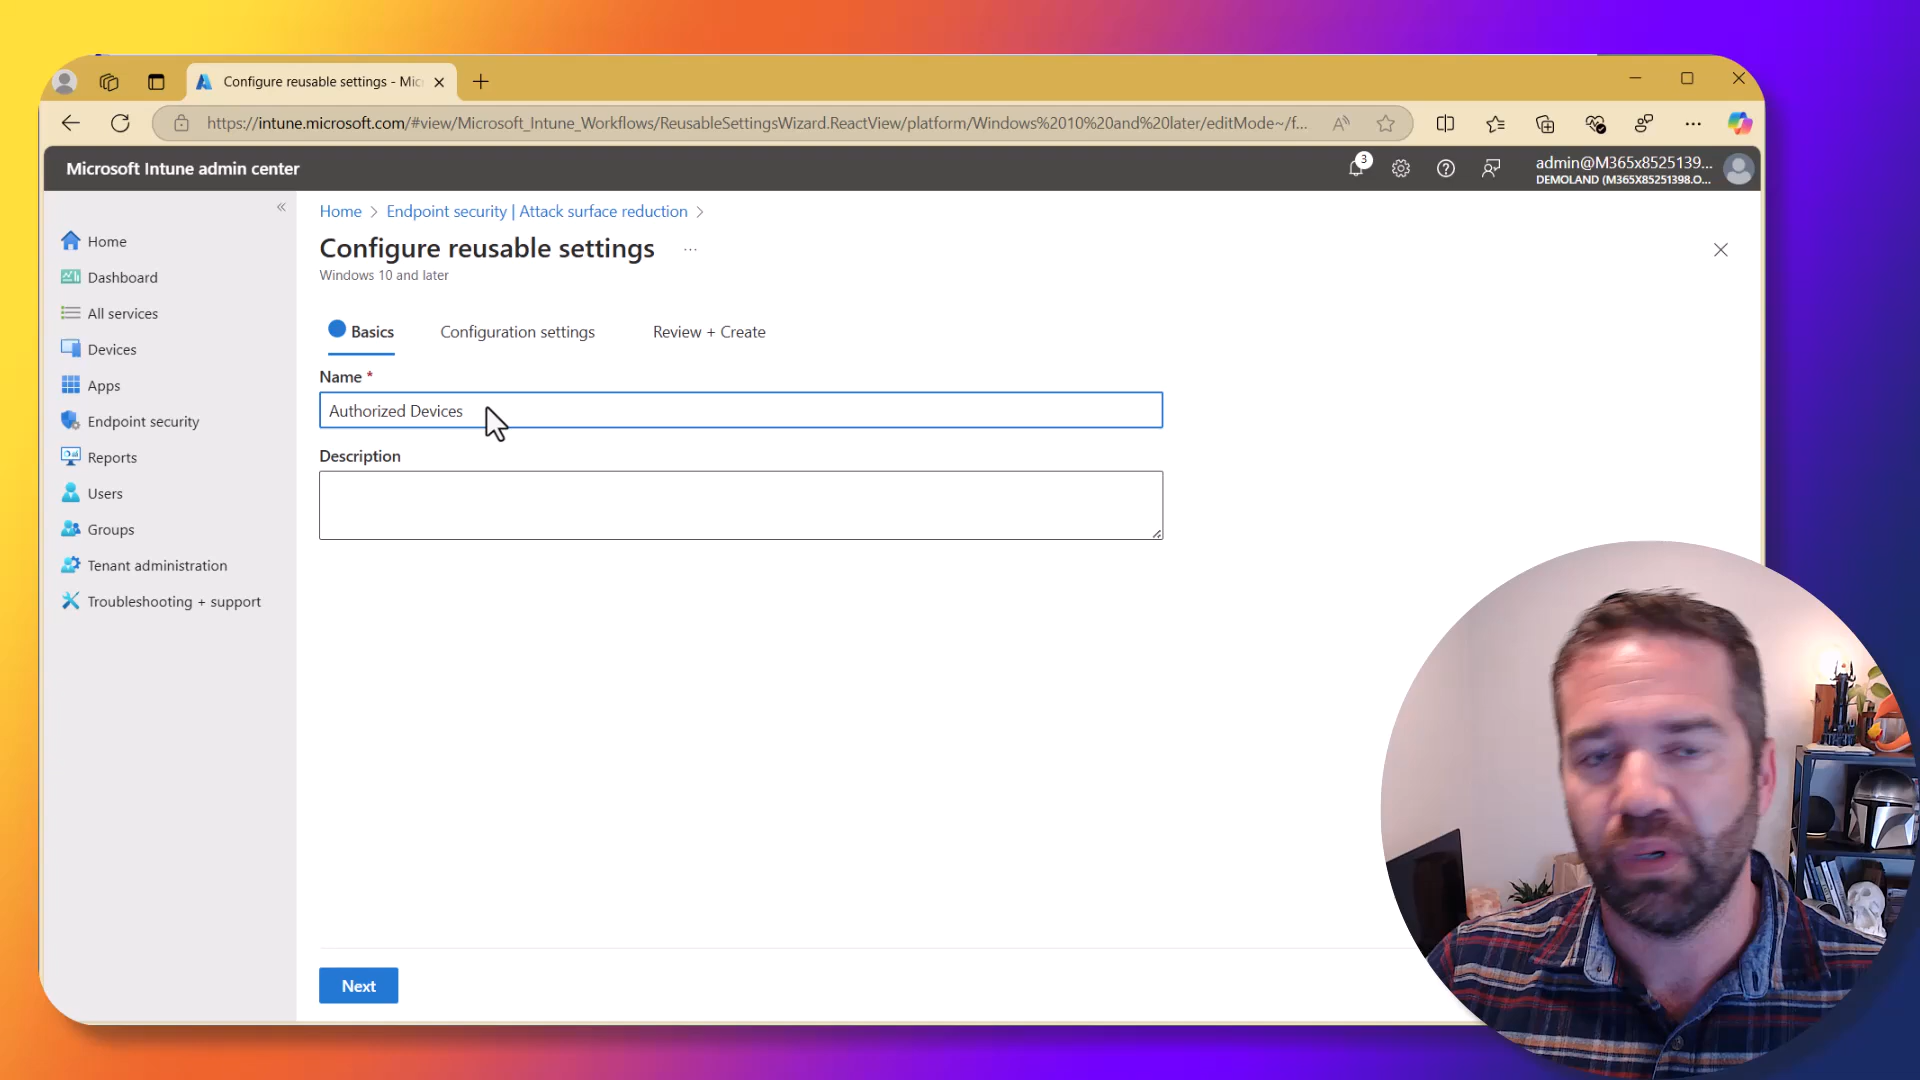 Configure reusable settings - Mic
https://intune.microsoft.com/#view/Microsoft_Intune_Workflows/ReusableSettingsWizard.ReactView/platform/Windows%2010%20and%20later/editMode~/f...
Microsoft Intune admin center
3
admin@M365x8525139...
DEMOLAND (M365X85251398.O...
Home
Dashboard
All services
Devices
Apps
Endpoint security
Reports
Users
Groups
Tenant administration
Troubleshooting + support
Home > Endpoint security | Attack surface reduction >
Configure reusable settings ...
Windows 10 and later
Basics
Configuration settings
Review + Create
Name *
Authorized Devices
Description
Next